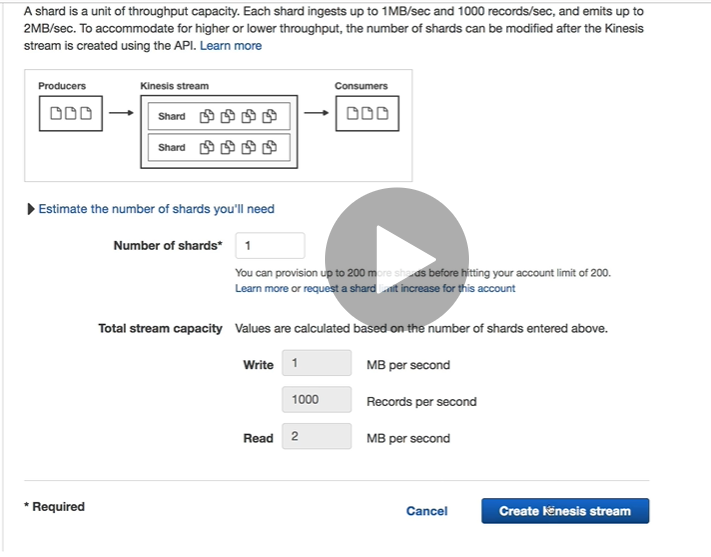 A shard is a unit of throughput capacity. Each shard ingests up to 1MB/sec and 1000 records/sec, and emits up to
2MB/sec. To accommodate for higher or lower throughput, the number of shards can be modified after the Kinesis
stream is created using the API. Learn more
Producers
Kinesis stream
Consumers
Shard
Shard
Estimate the number of shards you'll need
Number of shards* 1
You can provision up to 200 more shards before hitting your account limit of 200.
Learn more or request a shard limit increase for this account
Total stream capacity Values are calculated based on the number of shards entered above.
Write 1 MB per second
1000 Records per second
Read 2 MB per second
* Required
Cancel Create Kinesis stream